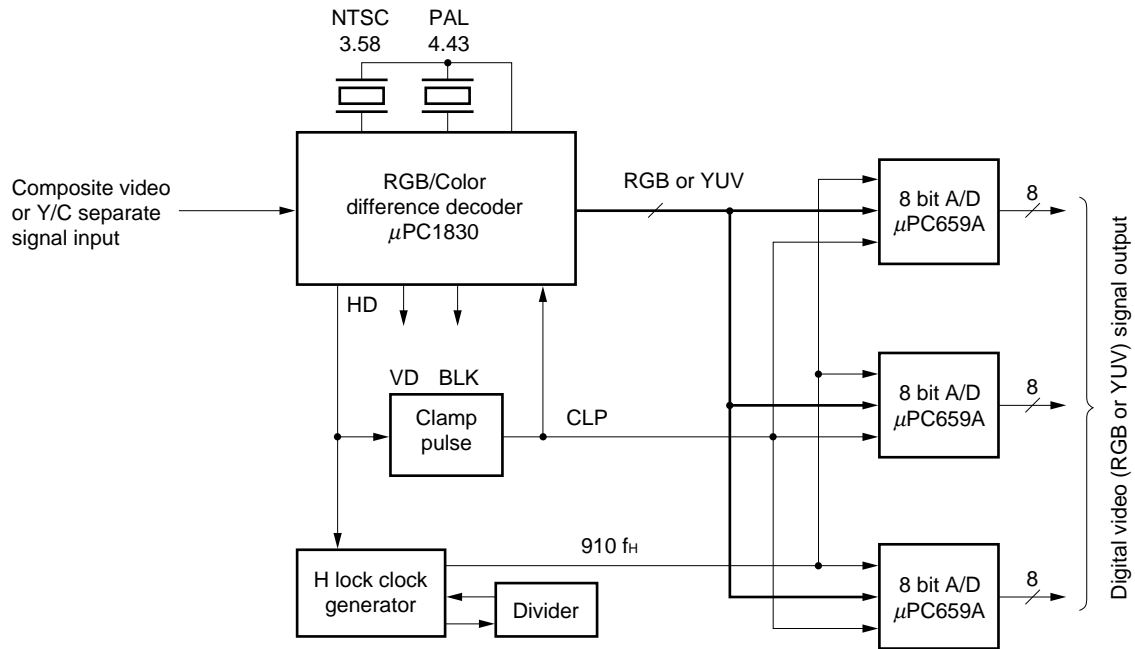 NTSC
3.58
PAL
4.43
Composite video
or Y/C separate
signal input
RGB/Color
difference decoder
μPC1830
RGB or YUV
8 bit A/D
μPC659A
8
HD
VD
BLK
Clamp
pulse
CLP
8 bit A/D
μPC659A
8
Digital video (RGB or YUV) signal output
H lock clock
generator
910 fH
Divider
8 bit A/D
μPC659A
8